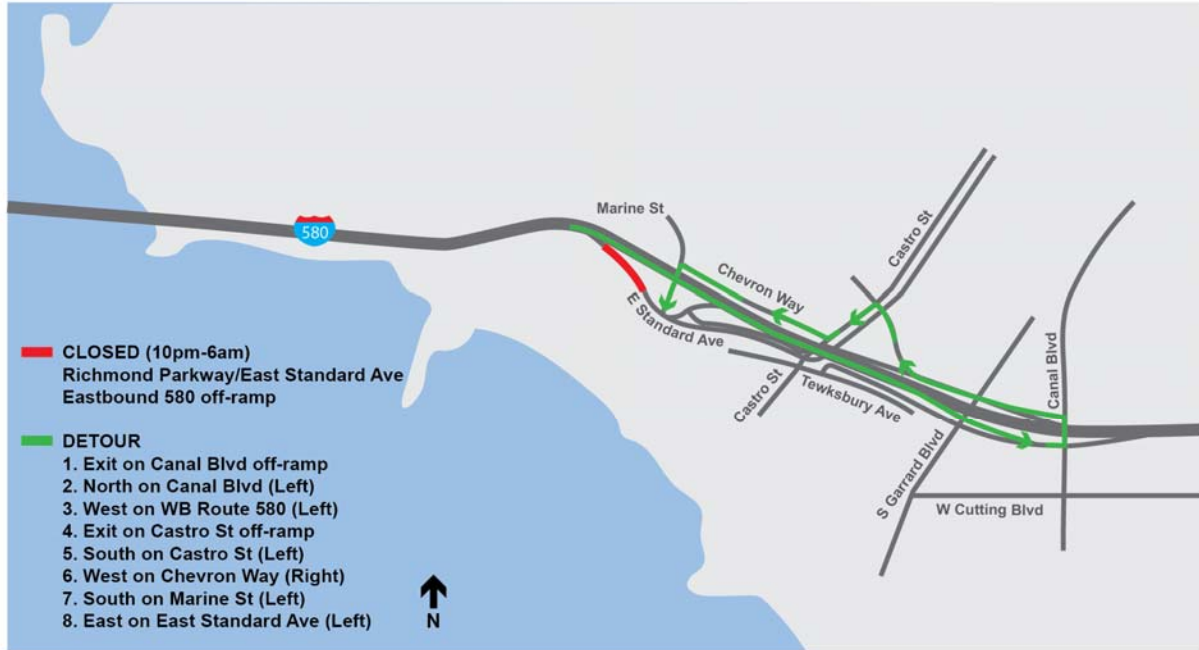 Marine St
Castro St
580
Chevron Way
E Standard Ave
Canal Blvd
Castro St
Tewksbury Ave
S Garrard Blvd
W Cutting Blvd
CLOSED (10pm-6am)
Richmond Parkway/East Standard Ave
Eastbound 580 off-ramp
DETOUR
1. Exit on Canal Blvd off-ramp
2. North on Canal Blvd (Left)
3. West on WB Route 580 (Left)
4. Exit on Castro St off-ramp
5. South on Castro St (Left)
6. West on Chevron Way (Right)
7. South on Marine St (Left)
8. East on East Standard Ave (Left)
N